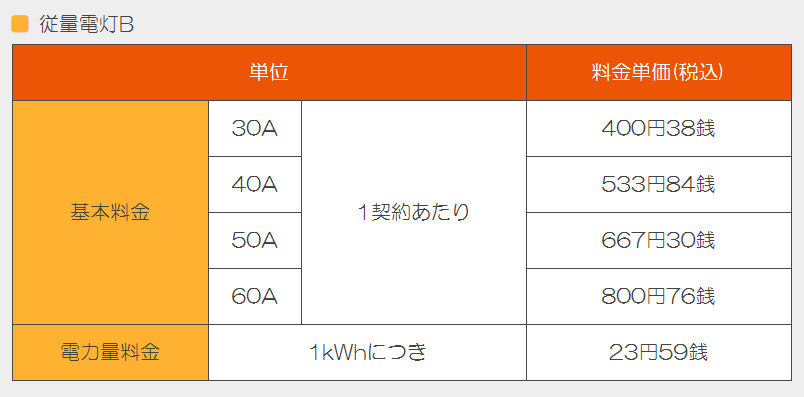 従量電灯B
単位 料金単価(税込)
30A 400円38銭
40A 533円84銭
基本料金 1契約あたり
50A 667円30銭
60A 800円76銭
電力量料金 1kWhにつき 23円59銭